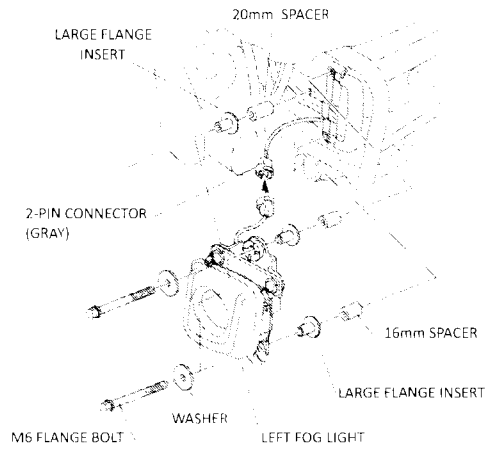 20mm SPACER
LARGE FLANGE
INSERT
2-PIN CONNECTOR
(GRAY)
16mm SPACER
LARGE FLANGE INSERT
WASHER
M6 FLANGE BOLT
LEFT FOG LIGHT